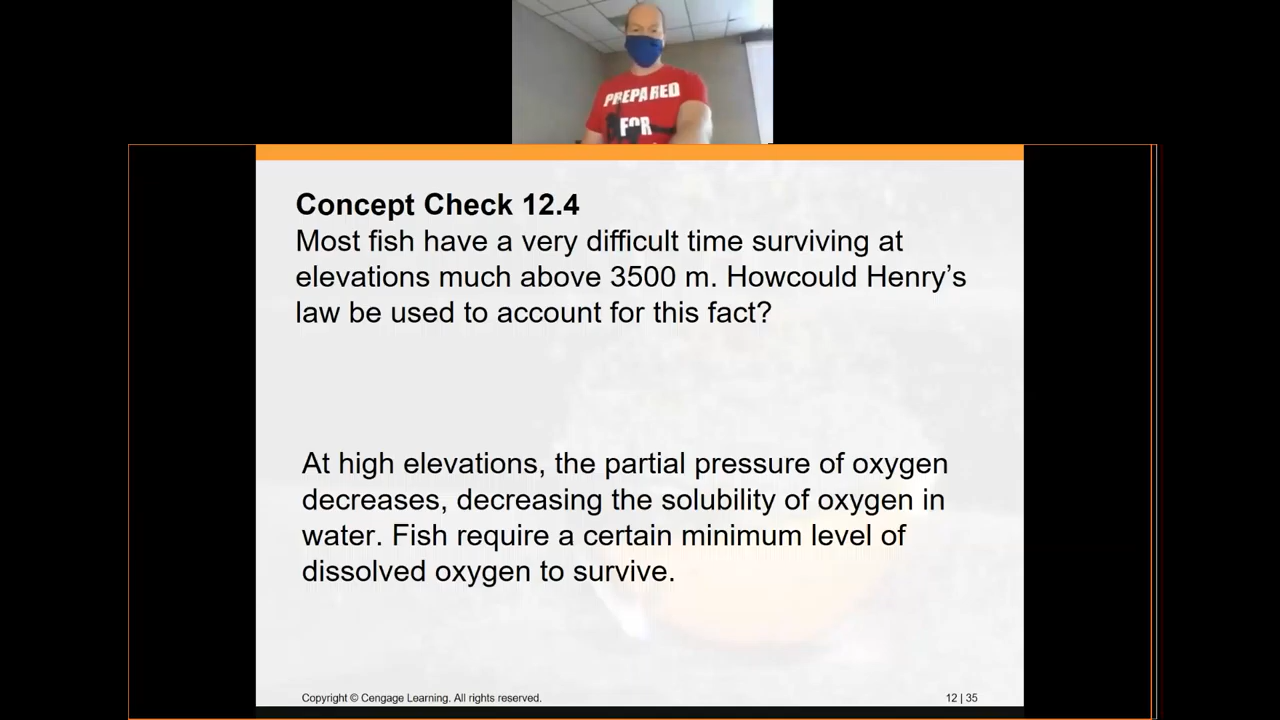 PREPARED
FOR
Concept Check 12.4
Most fish have a very difficult time surviving at
elevations much above 3500 m. Howcould Henry’s
law be used to account for this fact?
At high elevations, the partial pressure of oxygen
decreases, decreasing the solubility of oxygen in
water. Fish require a certain minimum level of
dissolved oxygen to survive.
Copyright © Cengage Learning. All rights reserved.
12 | 35